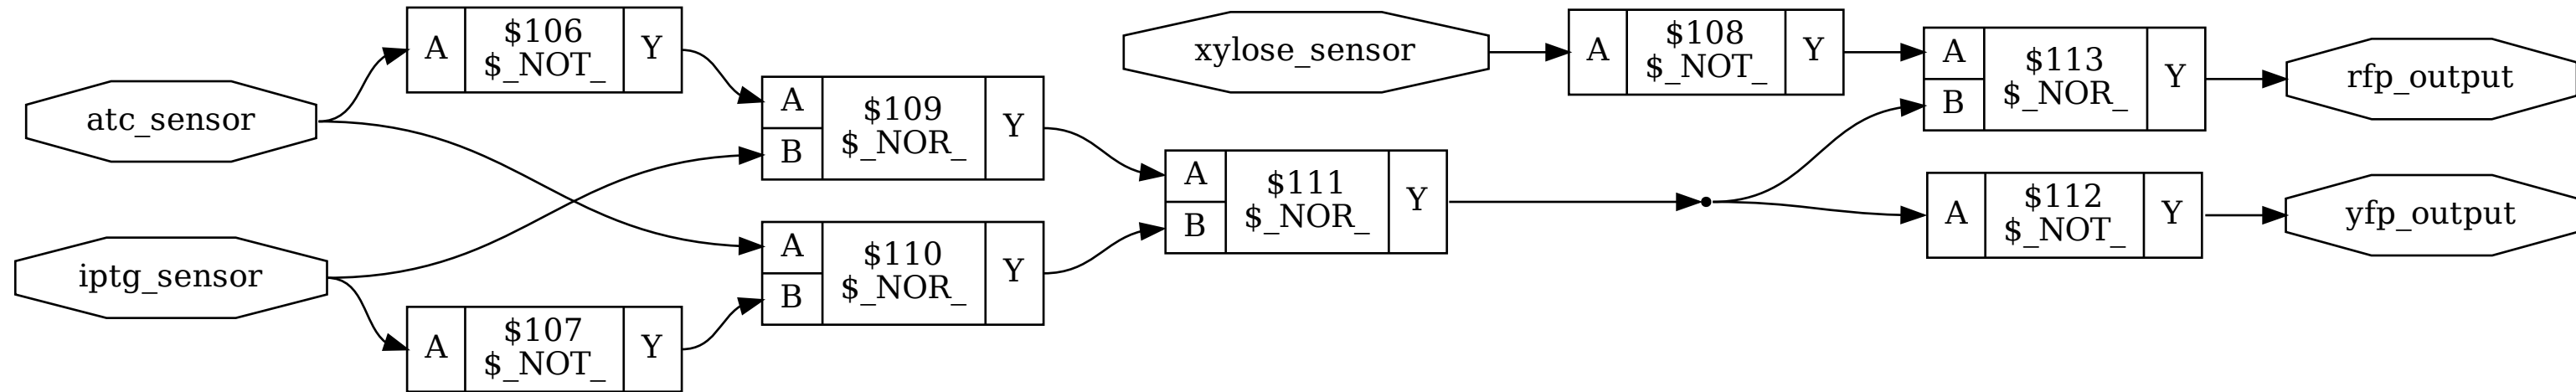 atc_sensor
iptg_sensor
A
$106
$_NOT_
Y
A
$107
$_NOT_
Y
A
B
$109
$_NOR_
Y
A
B
$110
$_NOR_
Y
A
B
$111
$_NOR_
Y
xylose_sensor
A
$108
$_NOT_
Y
A
B
$113
$_NOR_
Y
A
$112
$_NOT_
Y
rfp_output
yfp_output